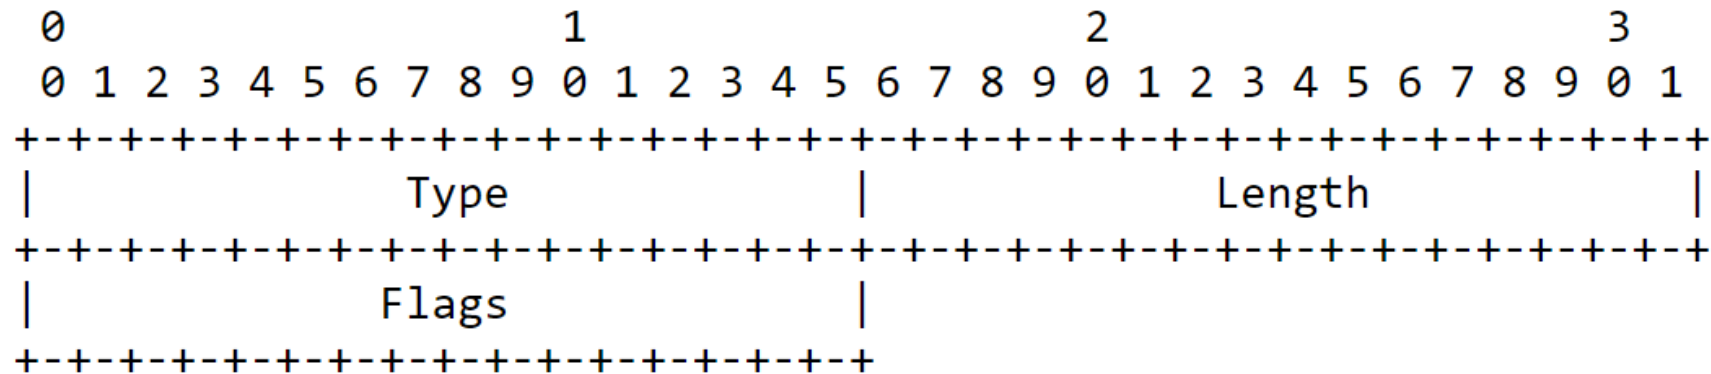 0                   1                   2                   3
 0 1 2 3 4 5 6 7 8 9 0 1 2 3 4 5 6 7 8 9 0 1 2 3 4 5 6 7 8 9 0 1
+-+-+-+-+-+-+-+-+-+-+-+-+-+-+-+-+-+-+-+-+-+-+-+-+-+-+-+-+-+-+-+-+
|              Type             |             Length            |
+-+-+-+-+-+-+-+-+-+-+-+-+-+-+-+-+-+-+-+-+-+-+-+-+-+-+-+-+-+-+-+-+
|             Flags             |
+-+-+-+-+-+-+-+-+-+-+-+-+-+-+-+-+